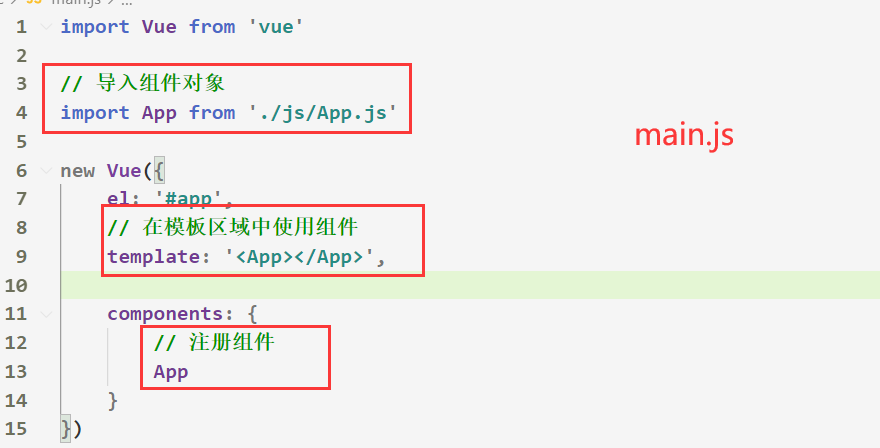 main.js > ...
1 import Vue from 'vue'
2
3 // 导入组件对象
4 import App from './js/App.js'
5
main.js
6 new Vue({
7 el: '#app',
8 // 在模板区域中使用组件
9 template: '<App></App>',
10
11 components: {
12 // 注册组件
13 App
14 }
15 })